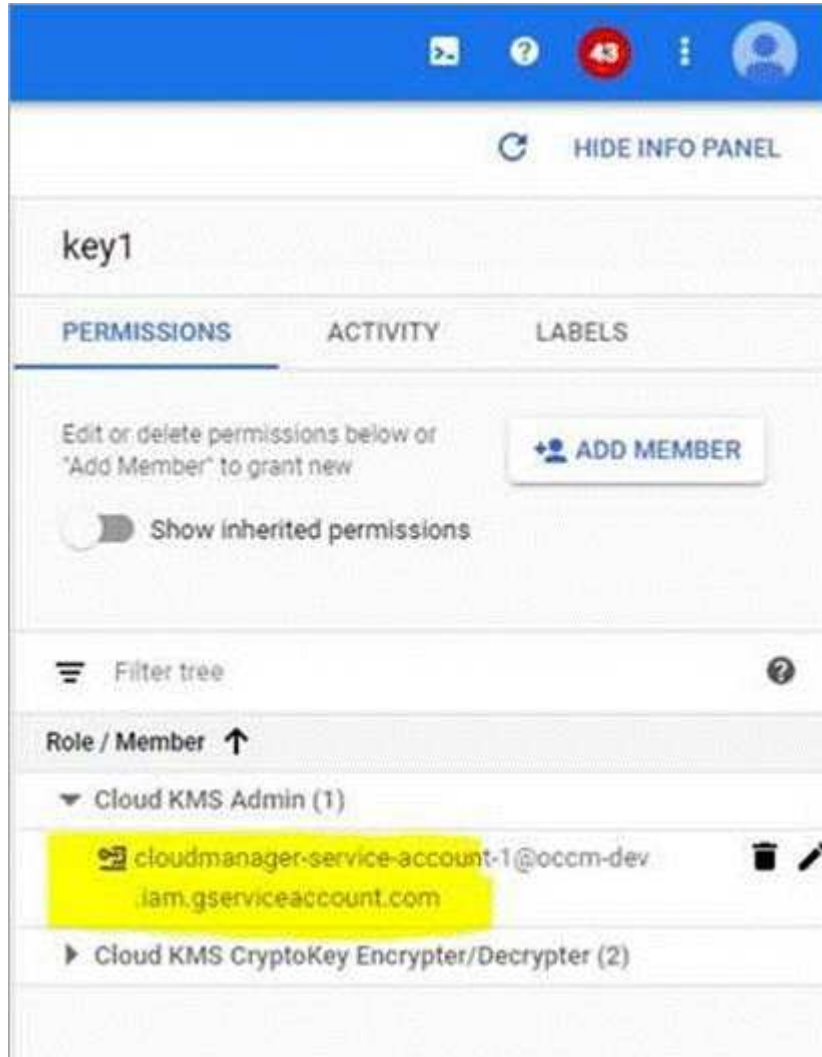 43
HIDE INFO PANEL
key1
PERMISSIONS ACTIVITY LABELS
Edit or delete permissions below or
"Add Member" to grant new
ADD MEMBER
Show inherited permissions
Filter tree
Role / Member
Cloud KMS Admin (1)
cloudmanager-service-account-1@occm-dev
.iam.gserviceaccount.com
Cloud KMS CryptoKey Encrypter/Decrypter (2)